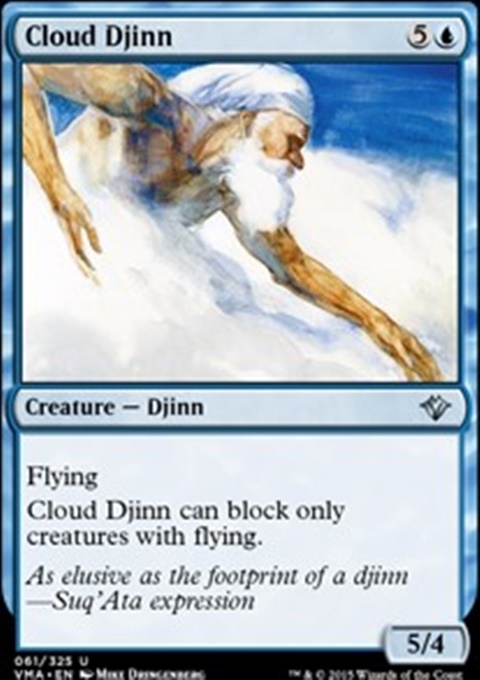 Cloud Djinn 5
Creature — Djinn
Flying
Cloud Djinn can block only
creatures with flying.
As elusive as the footprint of a djinn
—Suq'Ata expression
5/4
061/325 U
VMA • EN Mike Dringenberg ™ & © 2015 Wizards of the Coast